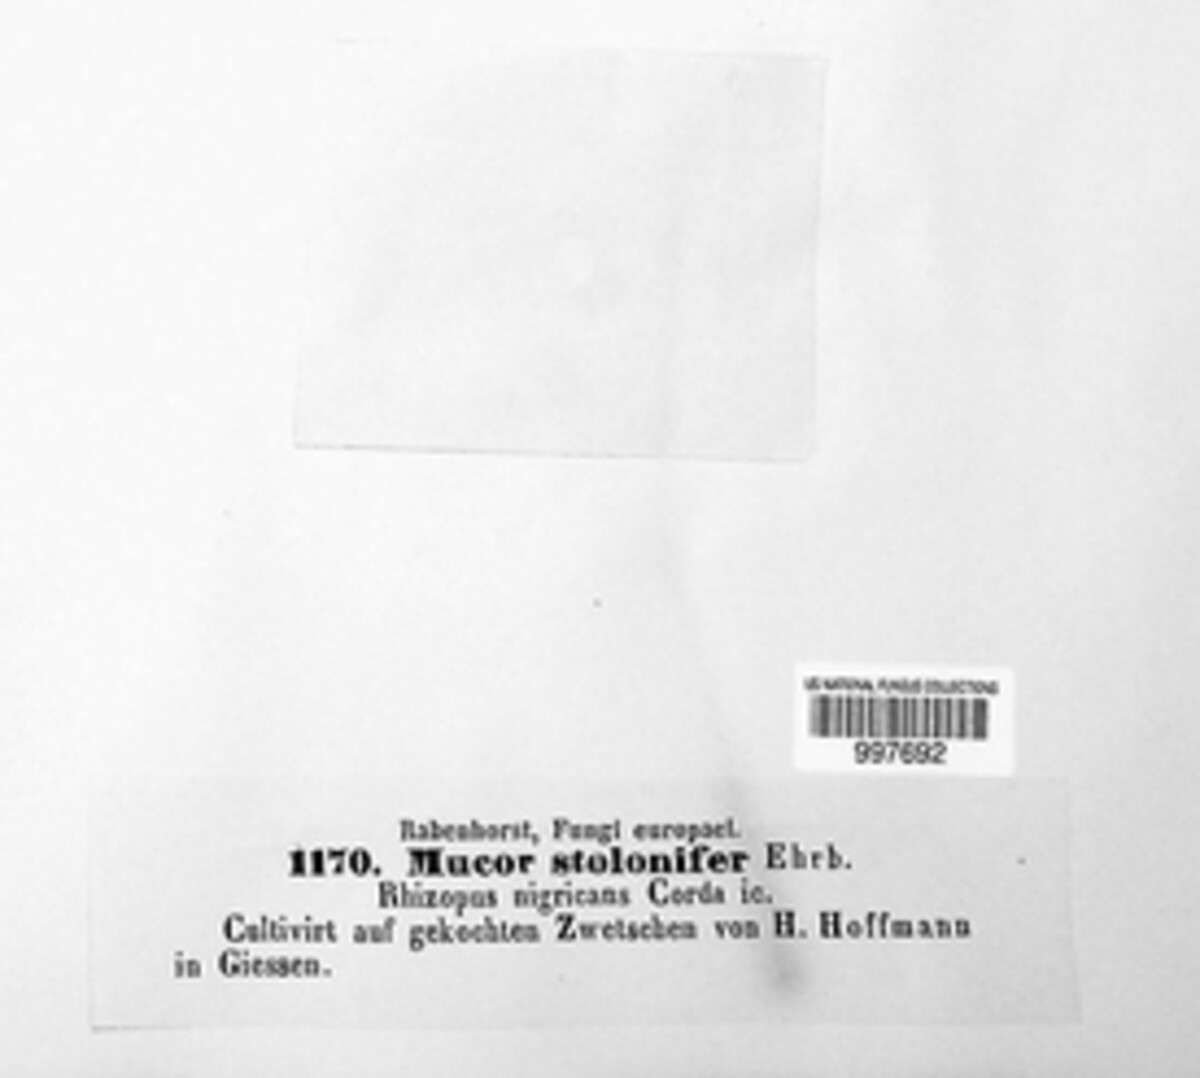 US NATIONAL FUNGUS COLLECTIONS
997692
Rabenhorst, Fungi europaei.
1170. Mucor stolonifer Ehrb.
Rhizopus nigricans Corda ic.
Cultivirt auf gekochten Zwetschen von H. Hoffmann
in Giessen.